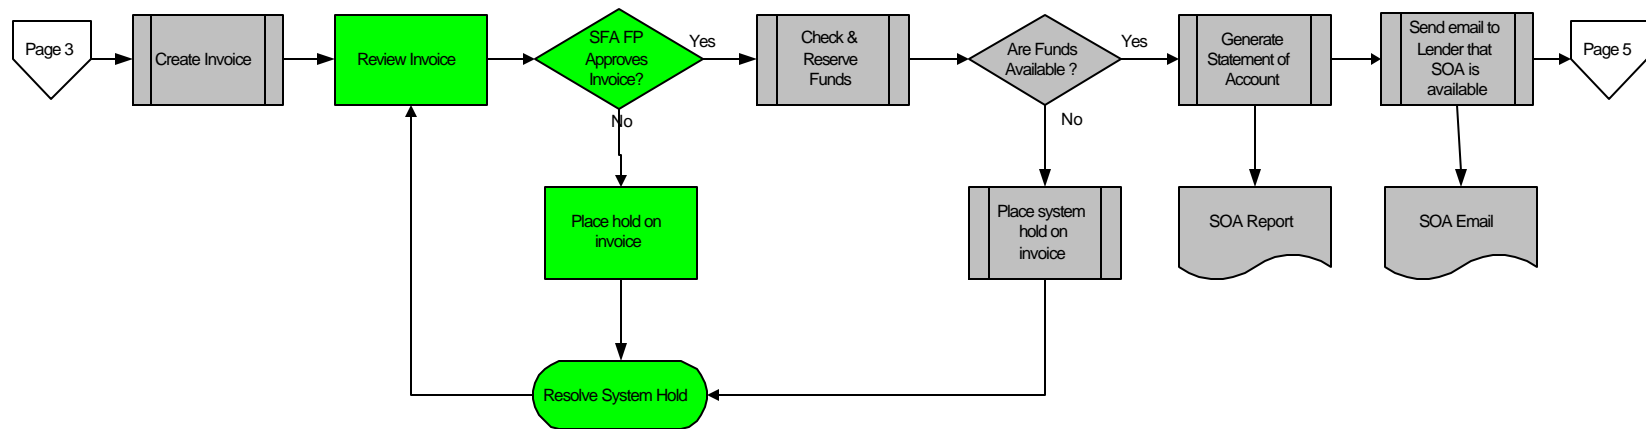 Page 3
Create Invoice
Review Invoice
SFA FP
Approves
Invoice?
Yes
Check &
Reserve
Funds
Are Funds
Available ?
Yes
Generate
Statement of
Account
Send email to
Lender that
SOA is
available
Page 5
No
No
Place hold on
invoice
Place system
hold on
invoice
SOA Report
SOA Email
Resolve System Hold